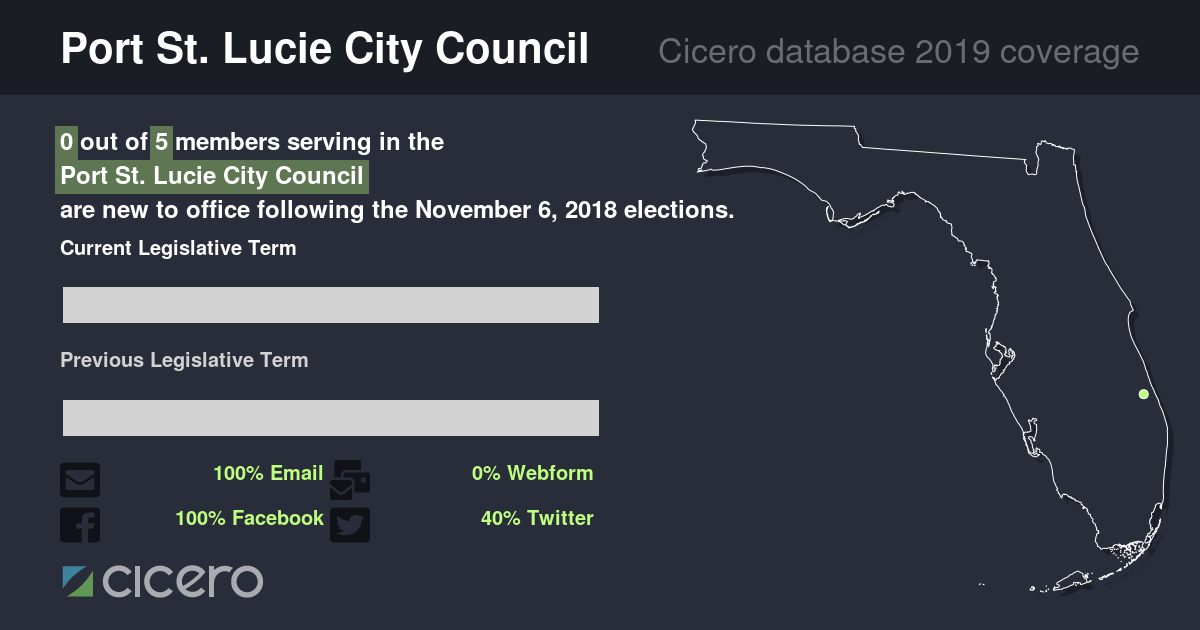 Port St. Lucie City Council
Cicero database 2019 coverage
0 out of 5 members serving in the
Port St. Lucie City Council
are new to office following the November 6, 2018 elections.
Current Legislative Term
Previous Legislative Term
100% Email
0% Webform
100% Facebook
40% Twitter
cicero